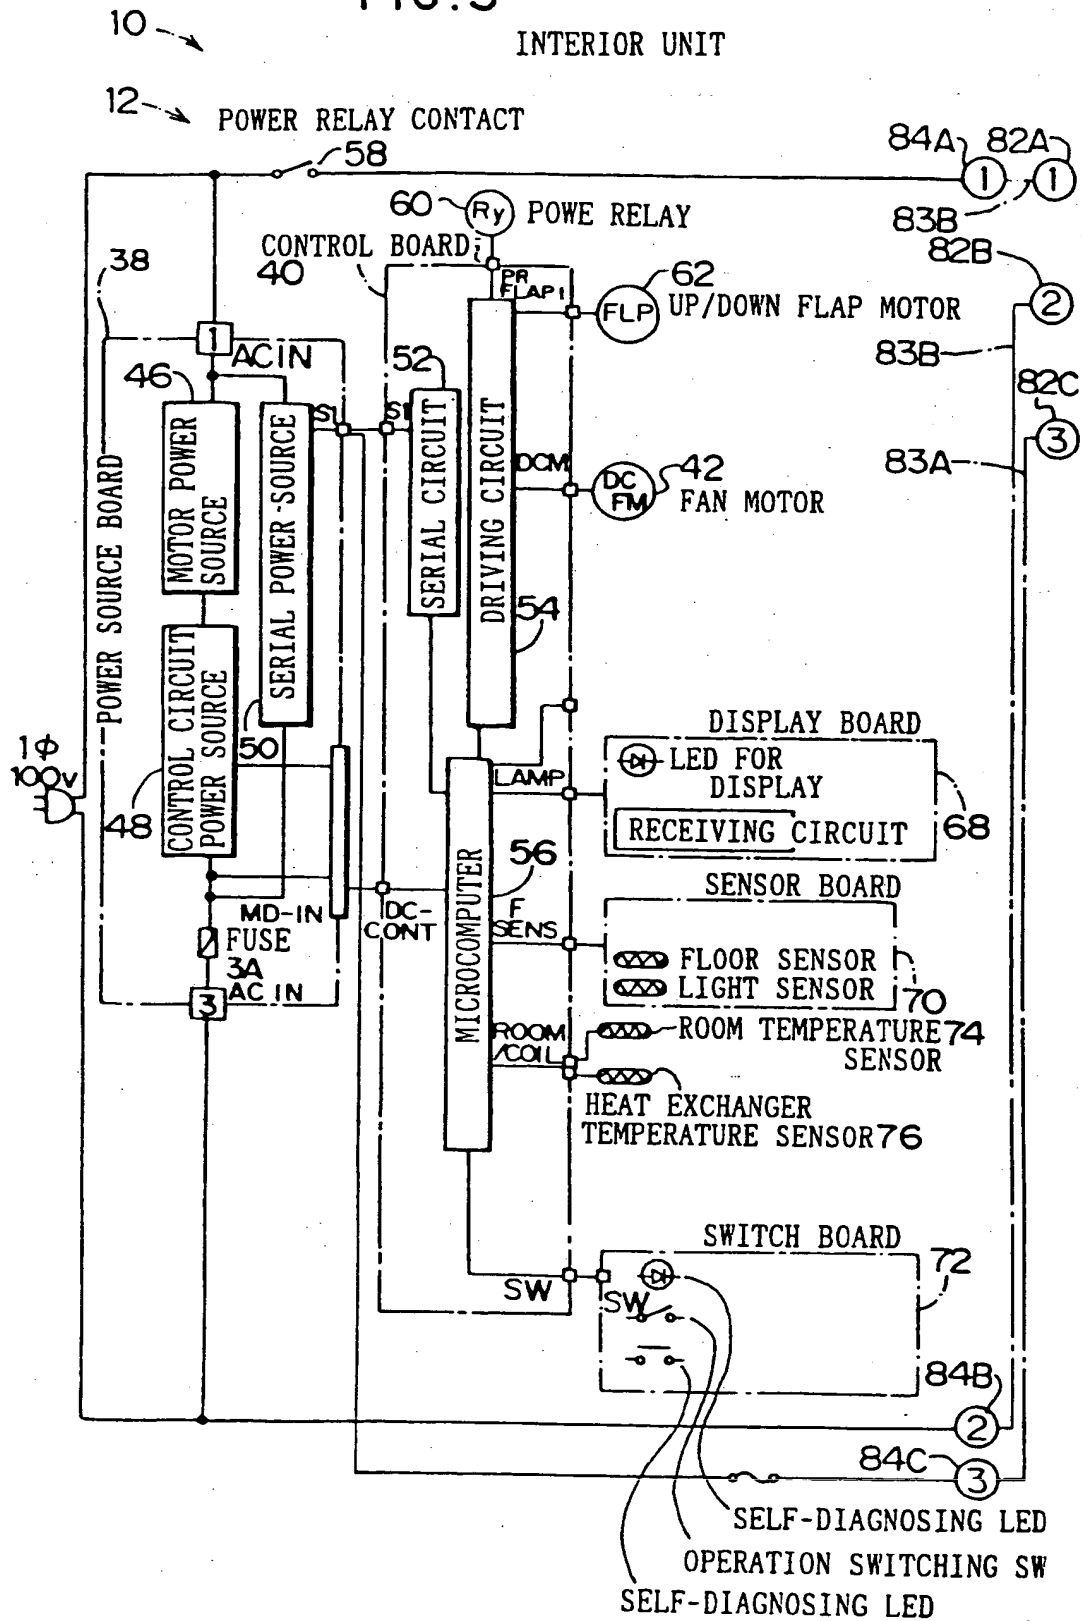 FIG.3
10
INTERIOR UNIT
12
POWER RELAY CONTACT
58
84A
82A
1
1
83B
60
Ry
POWE RELAY
82B
38
CONTROL BOARD
40
PR
FLAP1
62
FLP
UP/DOWN FLAP MOTOR
2
83B
1
AC IN
52
82C
46
S1
S1
3
83A
POWER SOURCE BOARD
MOTOR POWER
SOURCE
SERIAL POWER SOURCE
SERIAL CIRCUIT
DRIVING CIRCUIT
DCM
DC
FM
42
FAN MOTOR
54
CONTROL CIRCUIT
POWER SOURCE
50
DISPLAY BOARD
1Φ
100v
48
LAMP
LED FOR
DISPLAY
RECEIVING CIRCUIT
68
MICROCOMPUTER
56
SENSOR BOARD
MD-IN
DC-
CONT
F
SENS
FUSE
3A
FLOOR SENSOR
LIGHT SENSOR
70
3
AC IN
ROOM
/COIL
ROOM TEMPERATURE
SENSOR
74
HEAT EXCHANGER
TEMPERATURE SENSOR
76
SWITCH BOARD
72
SW
SW
84B
2
84C
3
SELF-DIAGNOSING LED
OPERATION SWITCHING SW
SELF-DIAGNOSING LED